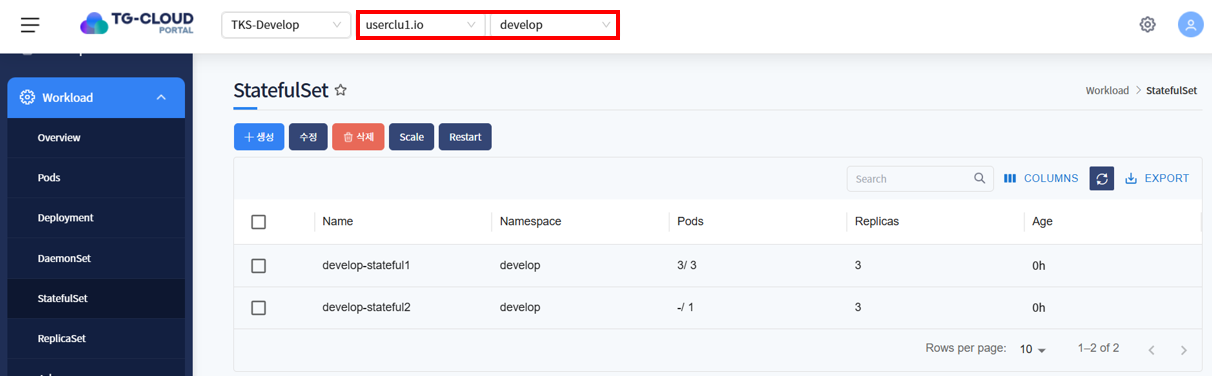 TG-CLOUD
PORTAL
TKS-Develop
userclu1.io
develop
Workload
Overview
Pods
Deployment
DaemonSet
StatefulSet
ReplicaSet
StatefulSet
Workload > StatefulSet
+ 생성
수정
삭제
Scale
Restart
Search
COLUMNS
EXPORT
Name Namespace Pods Replicas Age
develop-stateful1 develop 3/ 3 3 0h
develop-stateful2 develop -/ 1 3 0h
Rows per page: 10 1–2 of 2